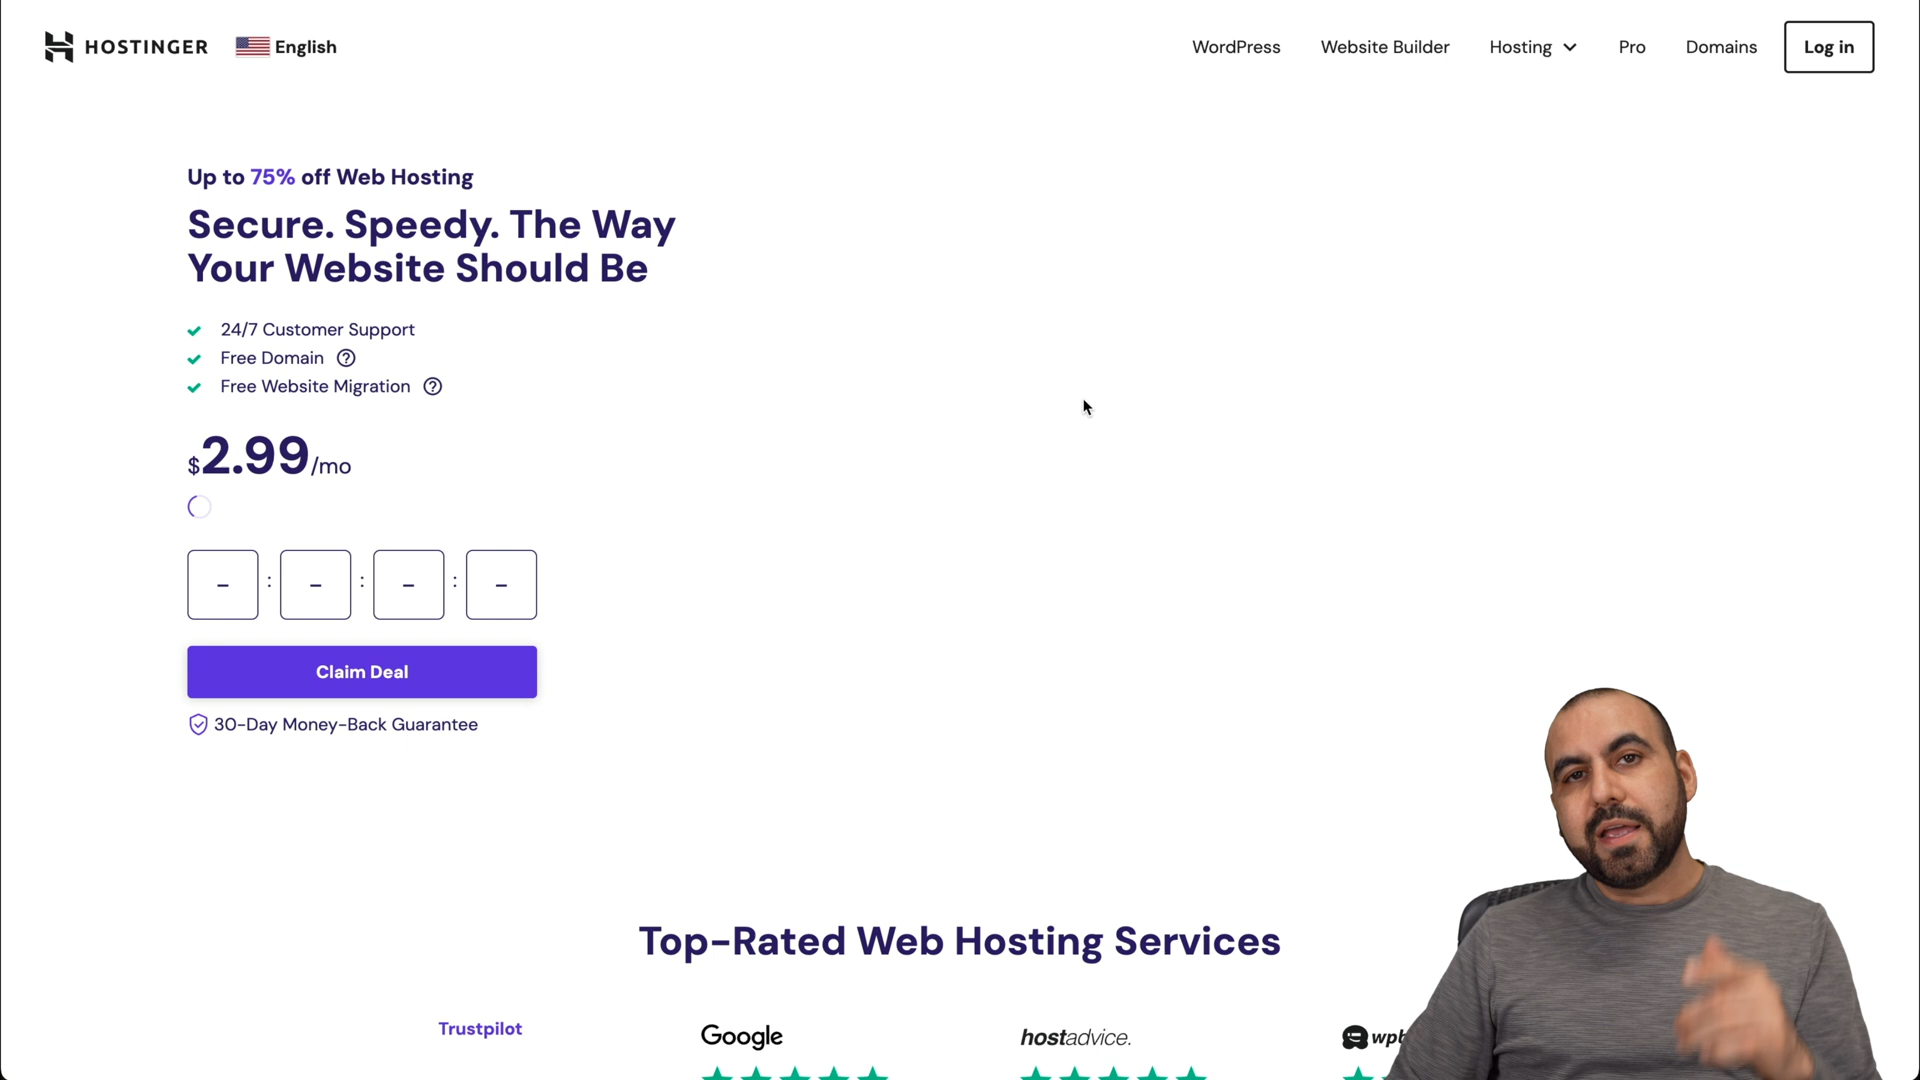 HOSTINGER
English
WordPress
Website Builder
Hosting
Pro
Domains
Log in
Up to 75% off Web Hosting
Secure. Speedy. The Way
Your Website Should Be
24/7 Customer Support
Free Domain
Free Website Migration
$2.99/mo
- : - : - : -
Claim Deal
30-Day Money-Back Guarantee
Top-Rated Web Hosting Services
Trustpilot
Google
hostadvice.